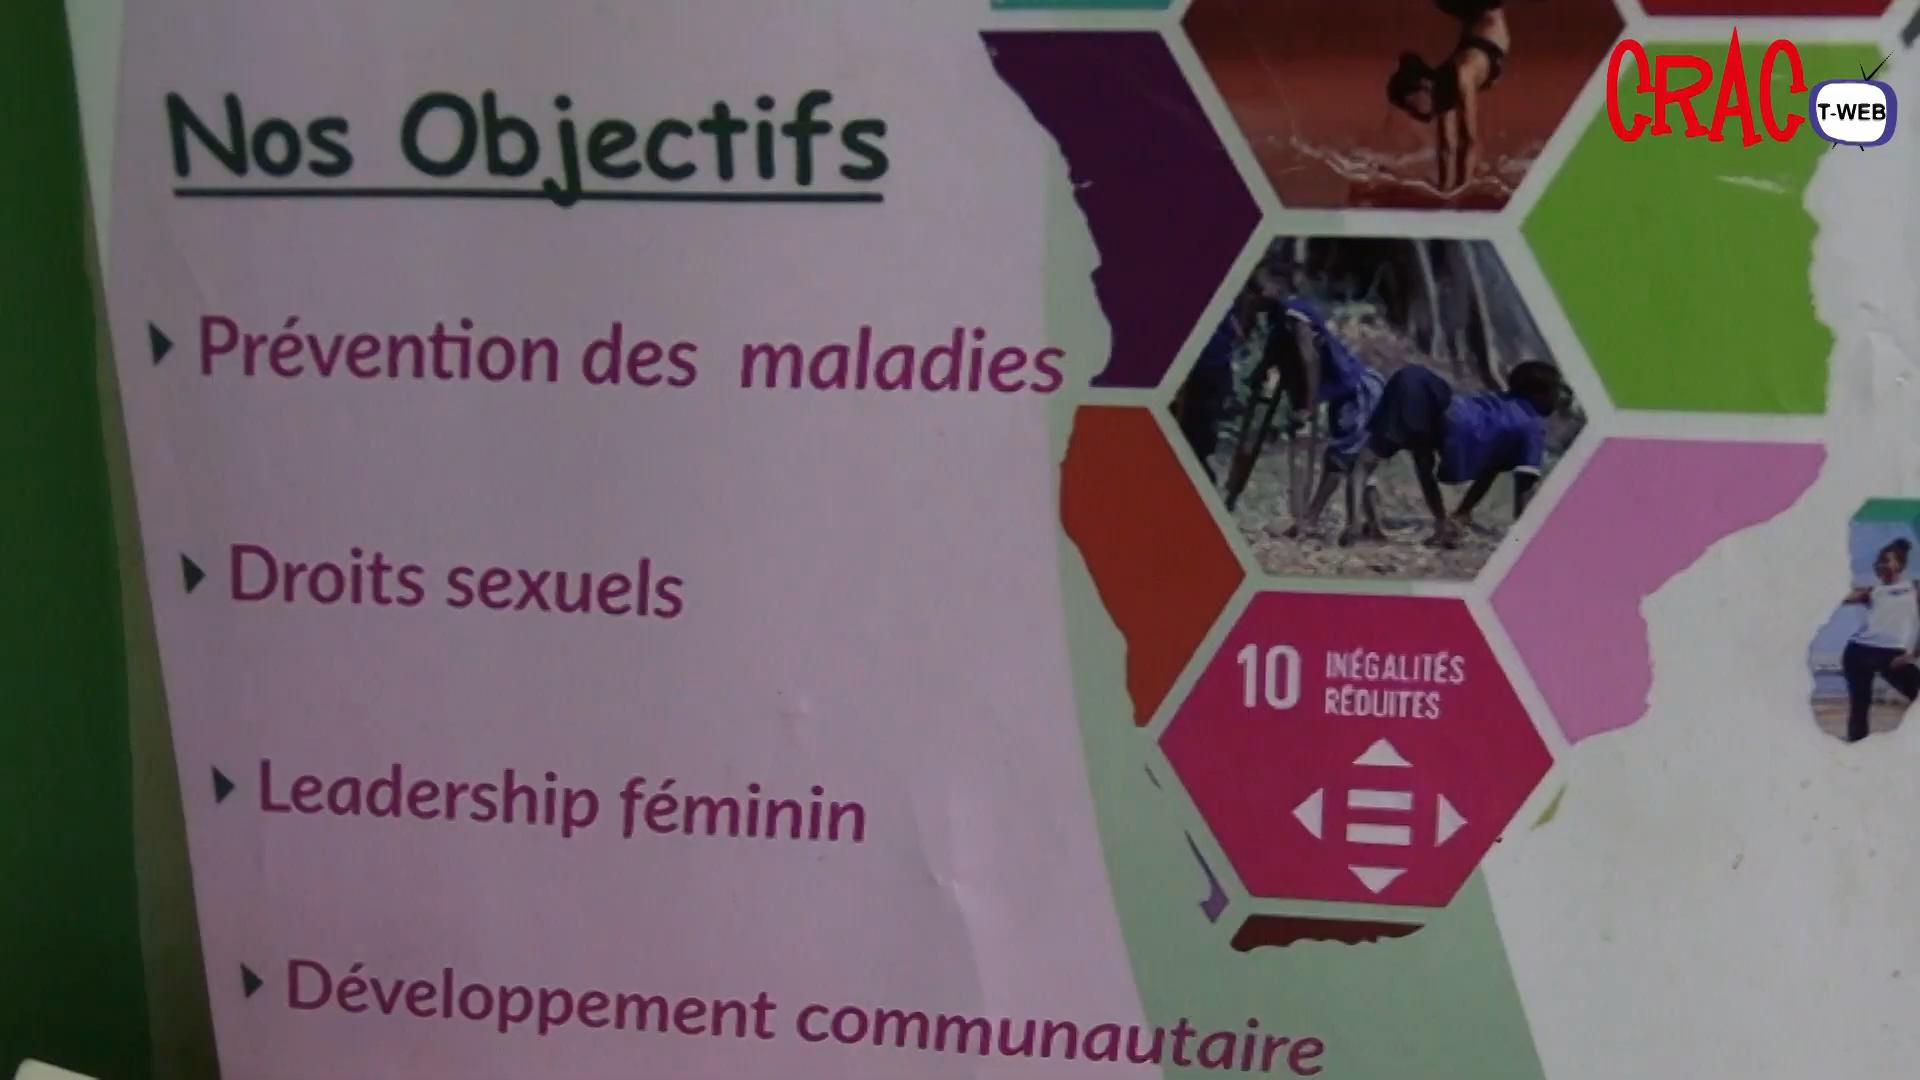 Nos Objectifs
Prévention des maladies
Droits sexuels
Leadership féminin
Développement communautaire
10 INÉGALITÉS
RÉDUITES
CRAC
T-WEB